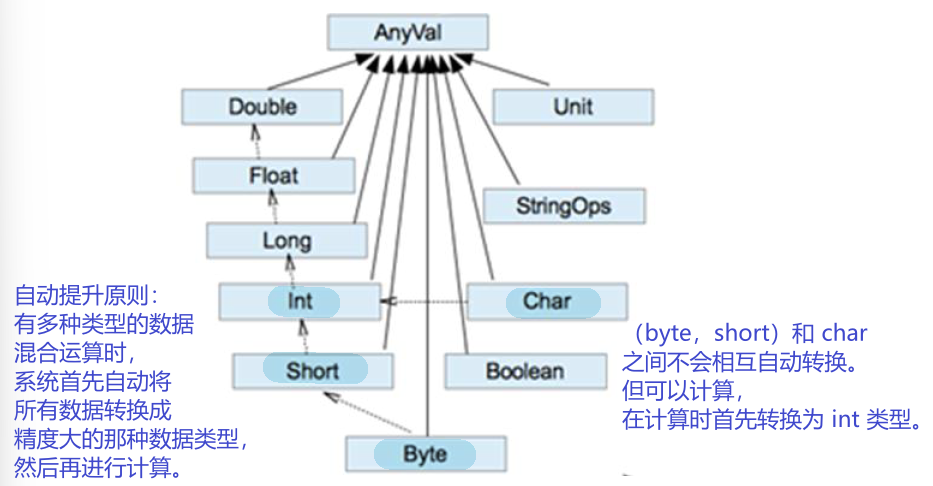 AnyVal
Double
Unit
Float
StringOps
Long
Int
Char
Short
Boolean
Byte
自动提升原则：
有多种类型的数据
混合运算时，
系统首先自动将
所有数据转换成
精度大的那种数据类型，
然后再进行计算。
（byte，short）和 char
之间不会相互自动转换。
但可以计算，
在计算时首先转换为 int 类型。